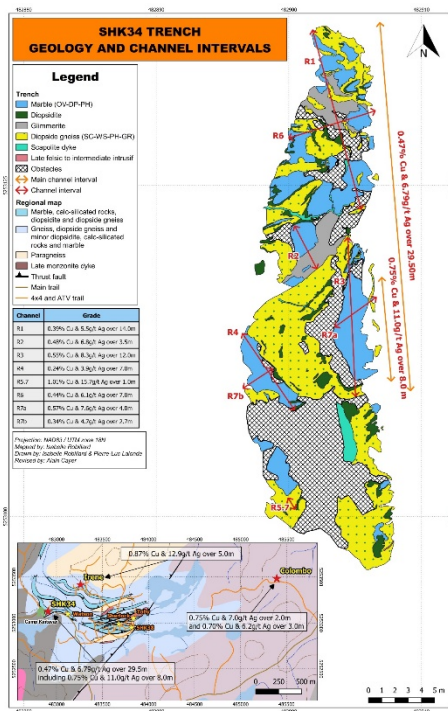 SHK34 TRENCH
GEOLOGY AND CHANNEL INTERVALS
N
Legend
Trench
Marble (OV-DP-PH)
Diopsidite
Glimmerite
Diopside gneiss (SC-WS-PH-GR)
Scapolite dyke
Late felsic to intermediate intrusif
Obstacles
Main channel interval
Channel interval
Regional map
Marble, calc-silicated rocks,
diopsidite and diopside gneiss
Gneiss, diopside gneiss and
minor diopsidite, calc-silicated
rocks and marble
Paragneiss
Late monzonite dyke
Thrust fault
Main trail
4x4 and ATV trail
Channel Grade
R1 0.39% Cu & 5.5g/t Ag over 14.0m
R2 0.48% Cu & 6.5g/t Ag over 3.5m
R3 0.55% Cu & 8.3g/t Ag over 12.0m
R4 0.24% Cu & 3.9g/t Ag over 7.8m
R5.7 1.01% Cu & 15.7g/t Ag over 1.0m
R6 0.44% Cu & 6.1g/t Ag over 7.8m
R7a 0.57% Cu & 7.6g/t Ag over 4.8m
R7b 0.34% Cu & 4.7g/t Ag over 2.7m
Projection: NAD83 / UTM zone 18N
Mapped by: Isabelle Robillard
Drawn by: Isabelle Robillard & Pierre-Luc Lalonde
Revised by: Alain Cayer
R1
R6
R2
R3
R4
R7a
R7b
R5-7
0.47% Cu & 6.79g/t Ag over 29.50m
0.75% Cu & 11.0g/t Ag over 8.0 m
0.87% Cu & 12.9g/t Ag over 5.0m
Ireno
Colombo
SHK34
0.75% Cu & 7.0g/t Ag over 2.0m
and 0.70% Cu & 6.2g/t Ag over 3.0m
0.47% Cu & 6.79g/t Ag over 29.5m
including 0.75% Cu & 11.0g/t Ag over 8.0m
0 250 500 m
0 1 2 3 4 5 m